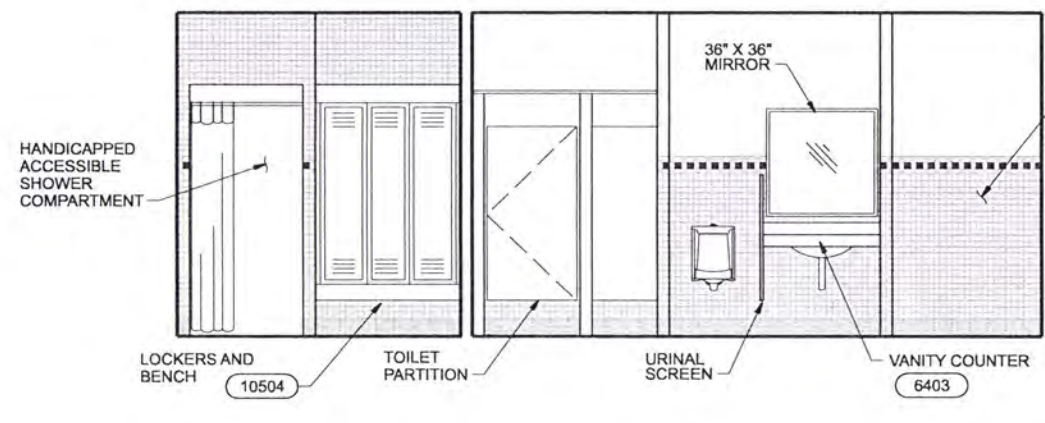 36" X 36"
MIRROR
HANDICAPPED
ACCESSIBLE
SHOWER
COMPARTMENT
LOCKERS AND
BENCH
10504
TOILET
PARTITION
URINAL
SCREEN
VANITY COUNTER
6403